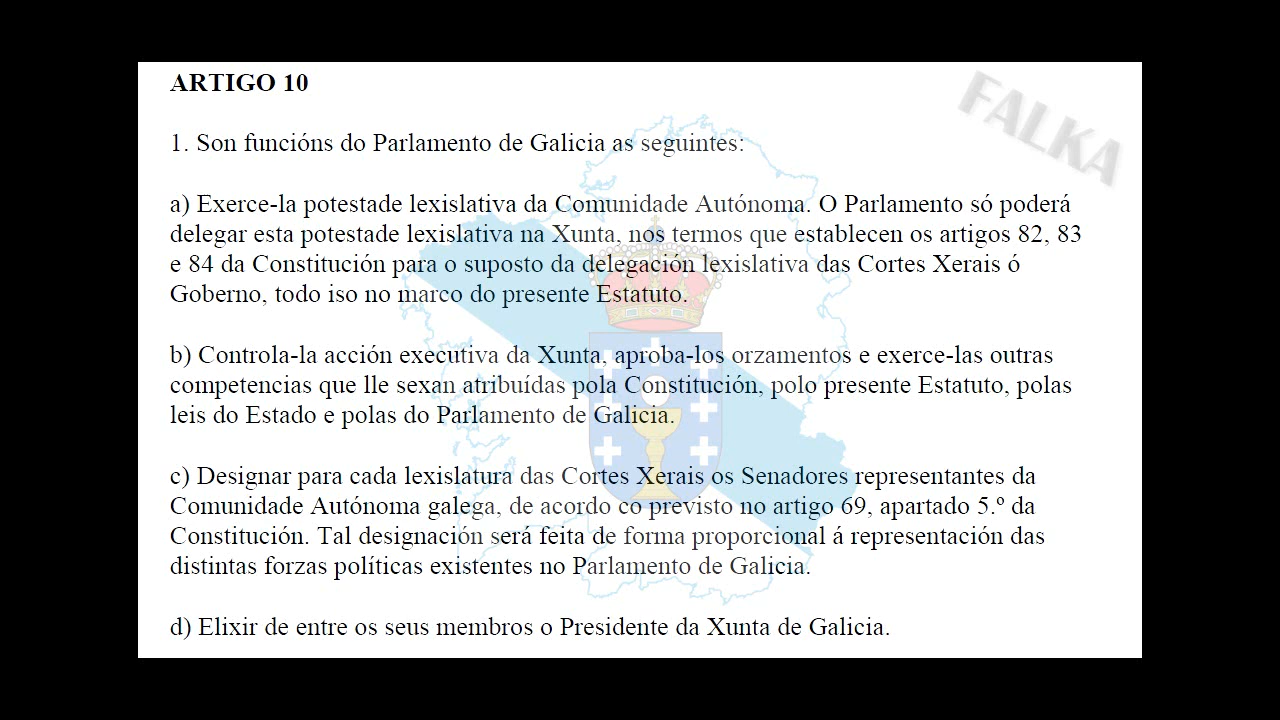 ARTIGO 10
FALKA
1. Son funcións do Parlamento de Galicia as seguintes:
a) Exerce-la potestade lexislativa da Comunidade Autónoma. O Parlamento só poderá
delegar esta potestade lexislativa na Xunta, nos termos que establecen os artigos 82, 83
e 84 da Constitución para o suposto da delegación lexislativa das Cortes Xerais ó
Goberno, todo iso no marco do presente Estatuto.
b) Controla-la acción executiva da Xunta, aproba-los orzamentos e exerce-las outras
competencias que lle sexan atribuídas pola Constitución, polo presente Estatuto, polas
leis do Estado e polas do Parlamento de Galicia.
c) Designar para cada lexislatura das Cortes Xerais os Senadores representantes da
Comunidade Autónoma galega, de acordo co previsto no artigo 69, apartado 5.º da
Constitución. Tal designación será feita de forma proporcional á representación das
distintas forzas políticas existentes no Parlamento de Galicia.
d) Elixir de entre os seus membros o Presidente da Xunta de Galicia.